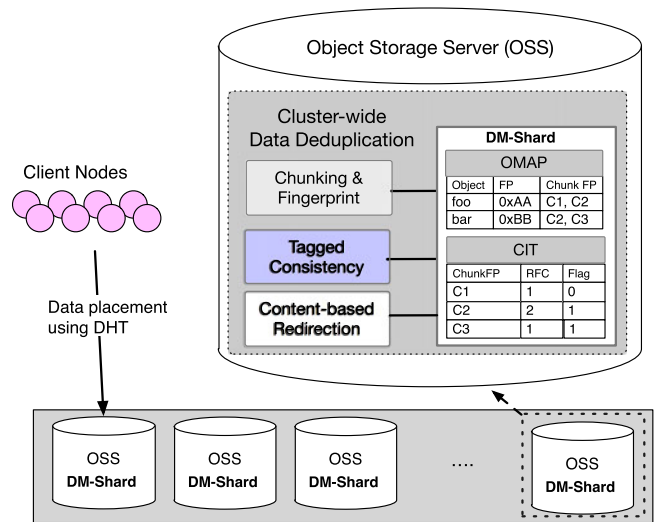 Object Storage Server (OSS)
Cluster-wide
Data Deduplication
Chunking &
Fingerprint
Tagged
Consistency
Content-based
Redirection
DM-Shard
OMAP
Object FP Chunk FP
foo 0xAA C1, C2
bar 0xBB C2, C3
CIT
ChunkFP RFC Flag
C1 1 0
C2 2 1
C3 1 1
Client Nodes
Data placement
using DHT
OSS
DM-Shard
OSS
DM-Shard
OSS
DM-Shard
....
OSS
DM-Shard